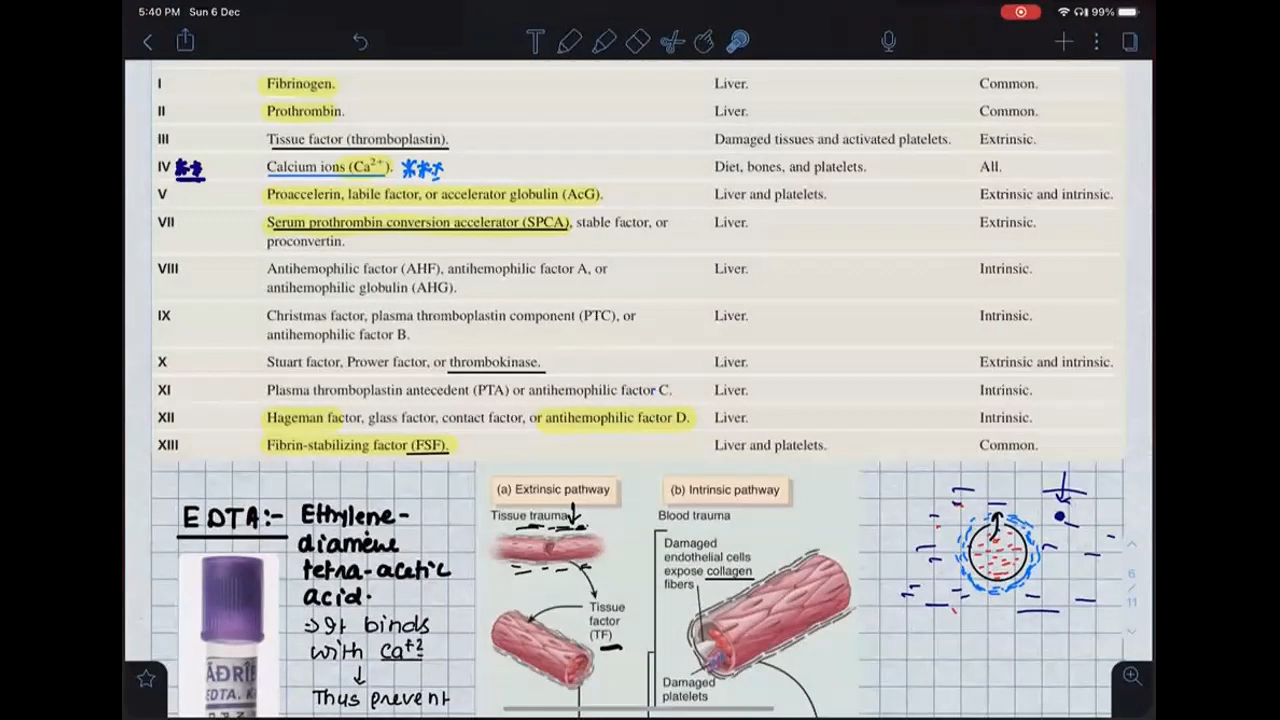 5:40 PM Sun 6 Dec 99%
I Fibrinogen. Liver. Common.
II Prothrombin. Liver. Common.
III Tissue factor (thromboplastin). Damaged tissues and activated platelets. Extrinsic.
IV Calcium ions (Ca2+). Diet, bones, and platelets. All.
V Proaccelerin, labile factor, or accelerator globulin (AcG). Liver and platelets. Extrinsic and intrinsic.
VII Serum prothrombin conversion accelerator (SPCA), stable factor, or Liver. Extrinsic.
proconvertin.
VIII Antihemophilic factor (AHF), antihemophilic factor A, or Liver. Intrinsic.
antihemophilic globulin (AHG).
IX Christmas factor, plasma thromboplastin component (PTC), or Liver. Intrinsic.
antihemophilic factor B.
X Stuart factor, Prower factor, or thrombokinase. Liver. Extrinsic and intrinsic.
XI Plasma thromboplastin antecedent (PTA) or antihemophilic factor C. Liver. Intrinsic.
XII Hageman factor, glass factor, contact factor, or antihemophilic factor D. Liver. Intrinsic.
XIII Fibrin-stabilizing factor (FSF). Liver and platelets. Common.
EDTA:- Ethylene-
diamene
tetra-acetic
acid.
⇒ It binds
with Ca+2
↓
Thus prevent
EDTA.
(a) Extrinsic pathway
Tissue trauma
Tissue
factor
(TF)
(b) Intrinsic pathway
Blood trauma
Damaged
endothelial cells
expose collagen
fibers
Damaged
platelets
6
/
11